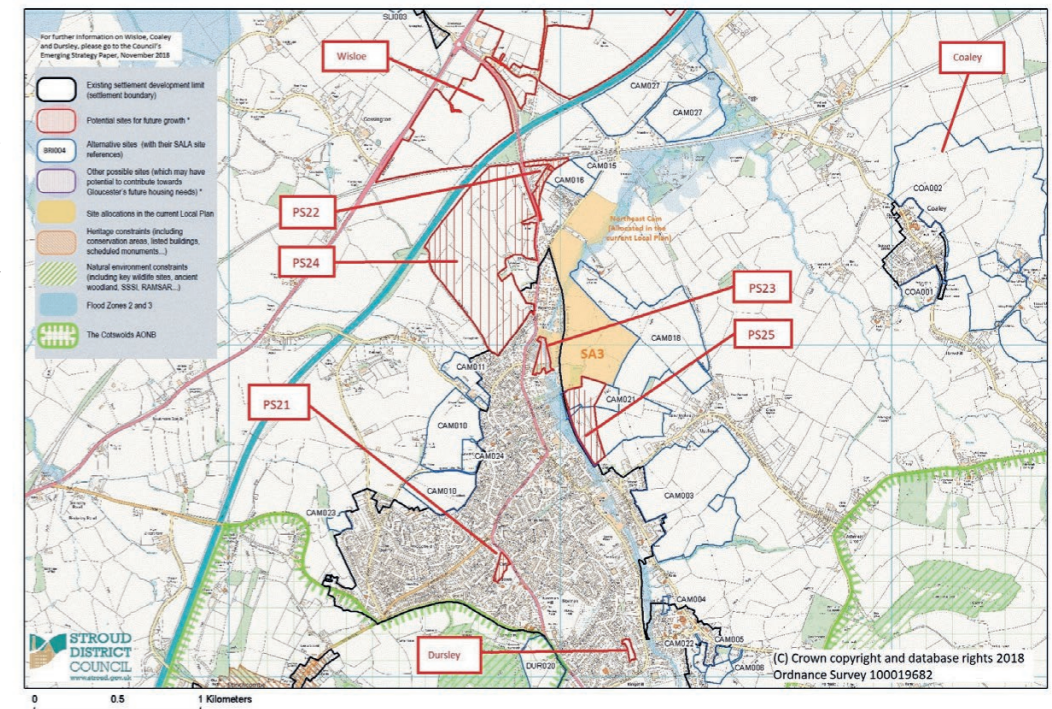 For further Information on Wisloe, Coaley
and Dursley, please go to the Council's
Emerging Strategy Paper, November 2018
Existing settlement development limit
(settlement boundary)
Potential sites for future growth *
BRI004
Alternative sites (with their SALA site
references)
Other possible sites (which may have
potential to contribute towards
Gloucester's future housing needs) *
Site allocations in the current Local Plan
Heritage constraints (including
conservation areas, listed buildings,
scheduled monuments...)
Natural environment constraints
(including key wildlife sites, ancient
woodland, SSSI, RAMSAR...)
Flood Zones 2 and 3
The Cotswolds AONB
SLI003
Wisloe
Coaley
CAM027
CAM027
CAM015
CAM016
COA002
Coaley
COA001
PS22
PS24
Northeast Cam
(Allocated in the
current Local Plan)
PS23
PS25
CAM018
SA3
CAM011
CAM021
PS21
CAM010
CAM024
CAM010
CAM003
CAM023
CAM004
CAM005
CAM022
CAM006
Dursley
DUR020
STROUD
DISTRICT
COUNCIL
www.stroud.gov.uk
(C) Crown copyright and database rights 2018
Ordnance Survey 100019682
0 0.5 1 Kilometers